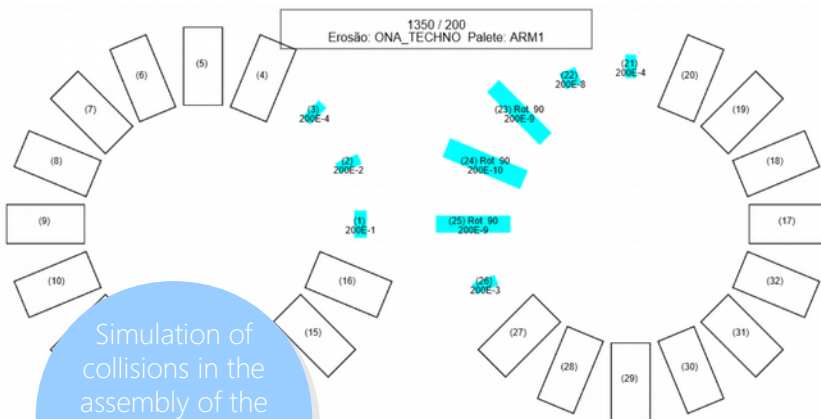 1350 / 200
Erosão: ONA_TECHNO Palete: ARM1
(5)
(4)
(6)
(7)
(8)
(9)
(10)
(3)
200E-4
(2)
200E-2
(1)
200E-1
(16)
(15)
(21)
200E-4
(22)
200E-8
(20)
(23) Rot 90
200E-9
(19)
(24) Rot 90
200E-10
(18)
(25) Rot 90
200E-9
(17)
(26)
200E-3
(32)
(27)
(31)
(28)
(30)
(29)
Simulation of
collisions in the
assembly of the